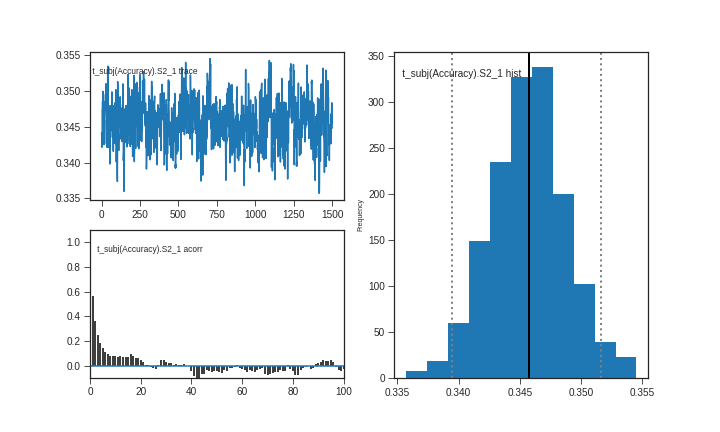 0.355
0.350
0.345
0.340
0.335
t_subj(Accuracy).S2_1 trace
0 250 500 750 1000 1250 1500
1.0
0.8
0.6
0.4
0.2
0.0
t_subj(Accuracy).S2_1 acorr
0 20 40 60 80 100
350
300
250
200
150
100
50
0
Frequency
t_subj(Accuracy).S2_1 hist
0.335 0.340 0.345 0.350 0.355